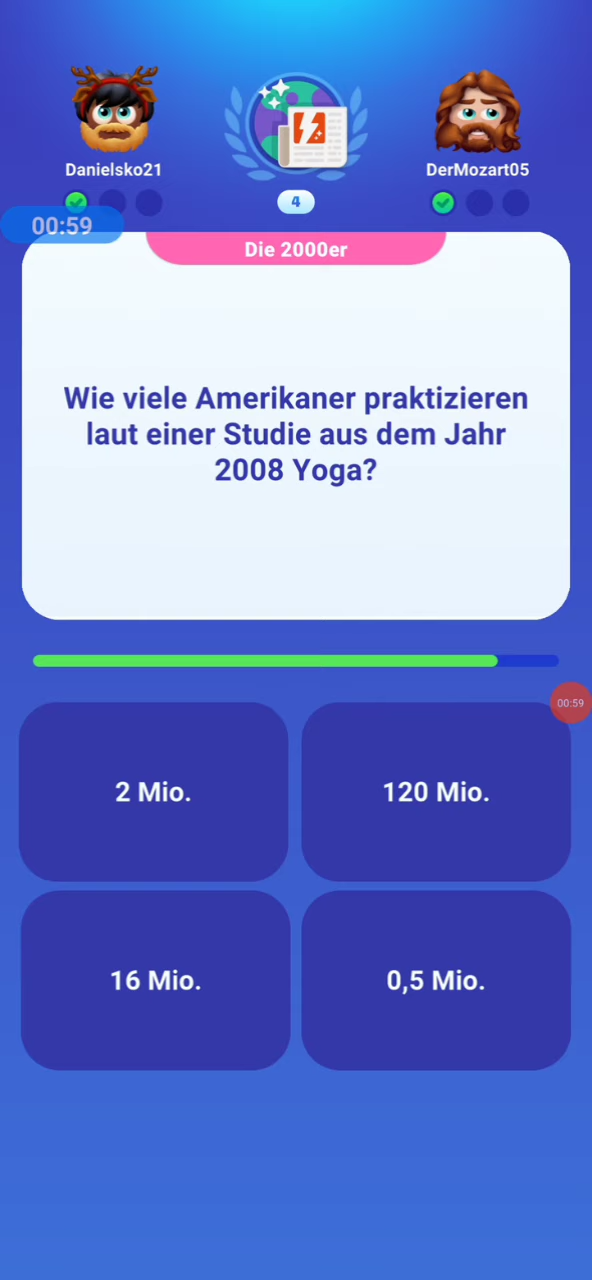 Danielsko21
DerMozart05
4
00:59
Die 2000er
Wie viele Amerikaner praktizieren
laut einer Studie aus dem Jahr
2008 Yoga?
00:59
2 Mio.
120 Mio.
16 Mio.
0,5 Mio.